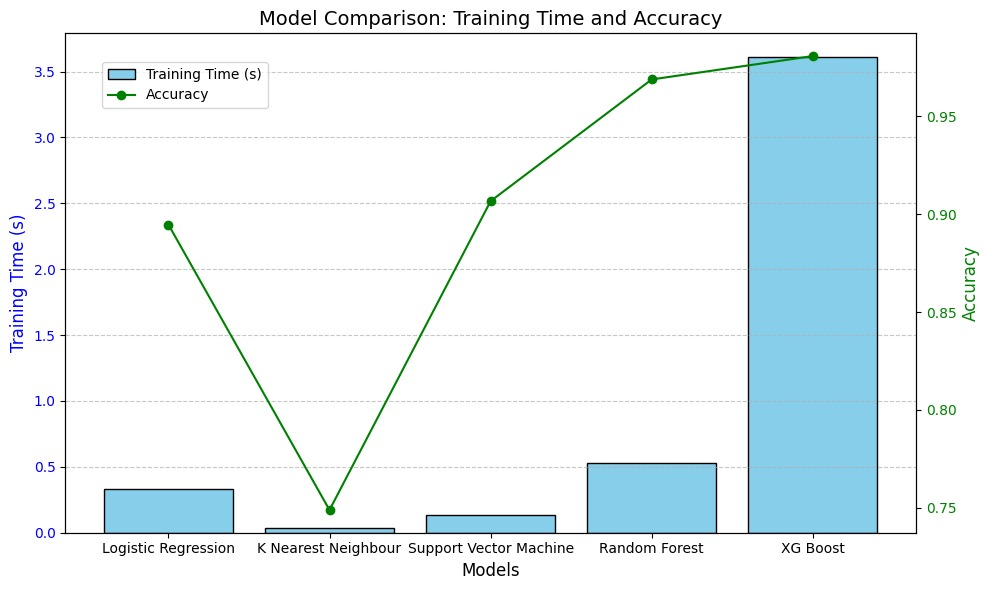 Model Comparison: Training Time and Accuracy
Training Time (s)
Accuracy
Training Time (s)
3.5
3.0
2.5
2.0
1.5
1.0
0.5
0.0
0.95
0.90
0.85
0.80
0.75
Accuracy
Logistic Regression K Nearest Neighbour Support Vector Machine Random Forest XG Boost
Models